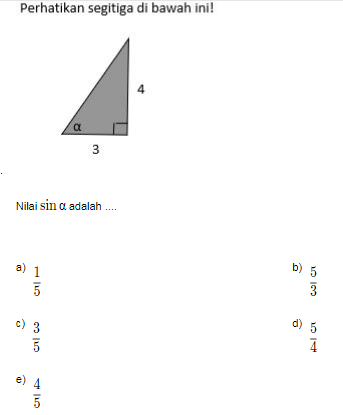 Perhatikan segitiga di bawah ini!
4
α
3
.
Nilai sin α adalah ....
a) 1/5
b) 5/3
c) 3/5
d) 5/4
e) 4/5